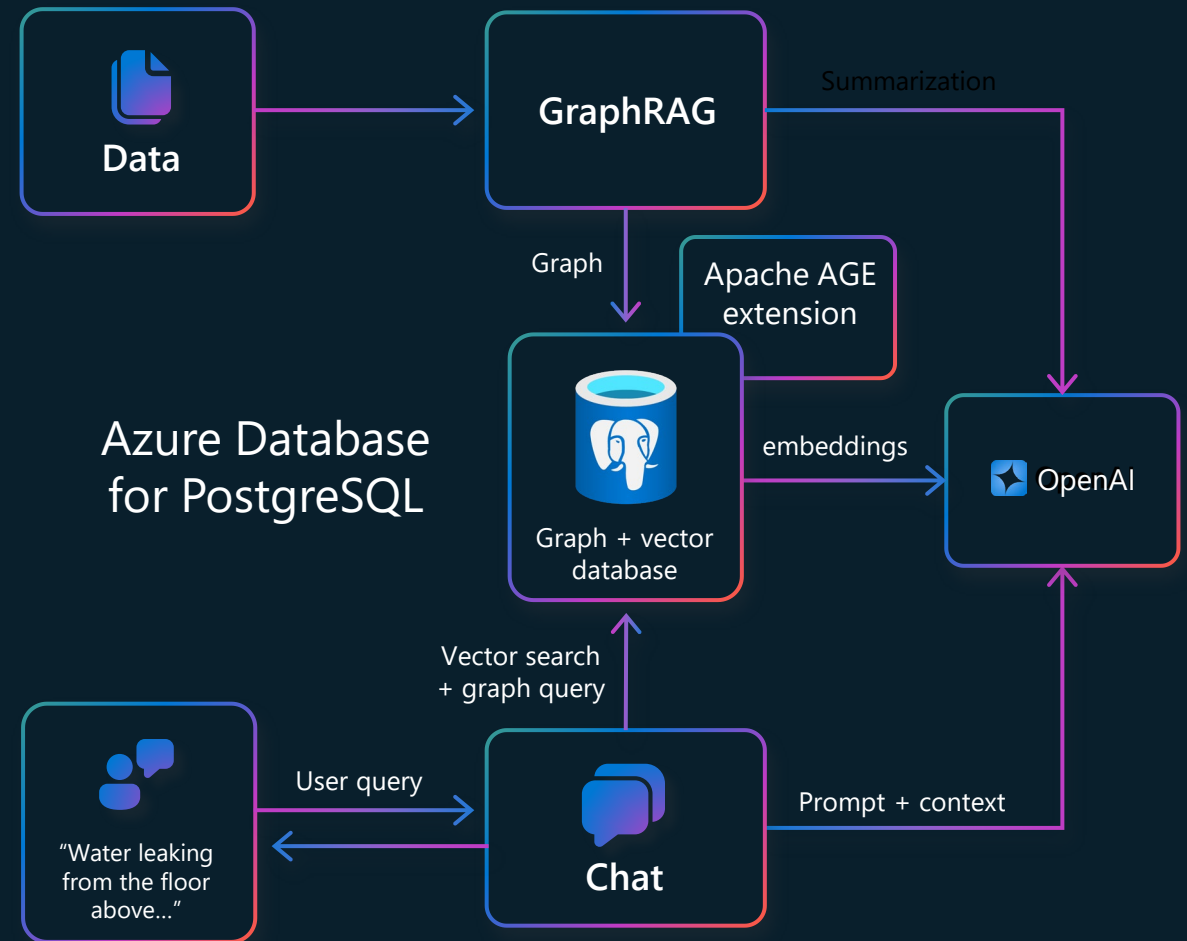 Data
GraphRAG
Summarization
Graph
Apache AGE
extension
Azure Database
for PostgreSQL
Graph + vector
database
embeddings
OpenAI
Vector search
+ graph query
User query
"Water leaking
from the floor
above..."
Chat
Prompt + context